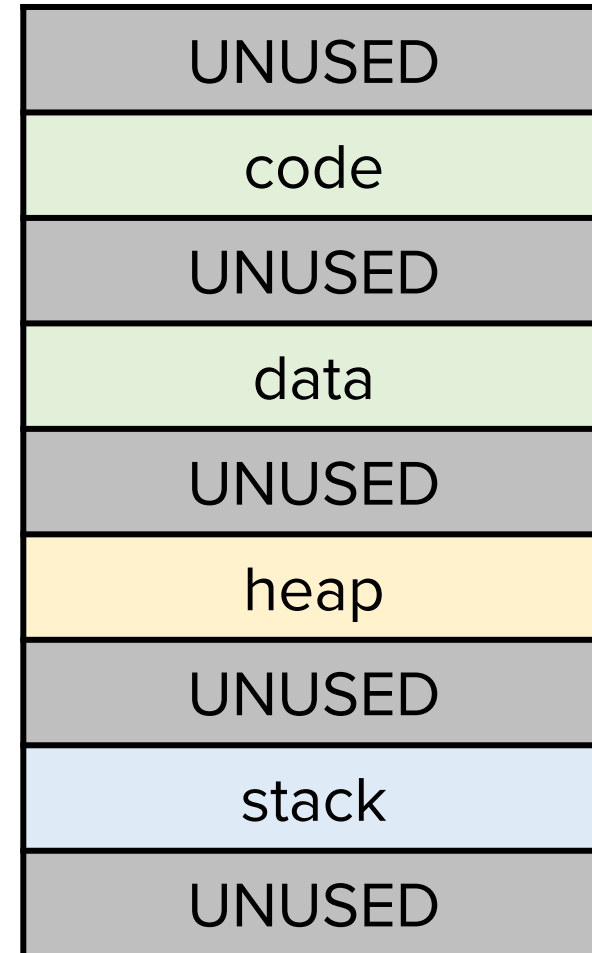 UNUSED
code
UNUSED
data
UNUSED
heap
UNUSED
stack
UNUSED